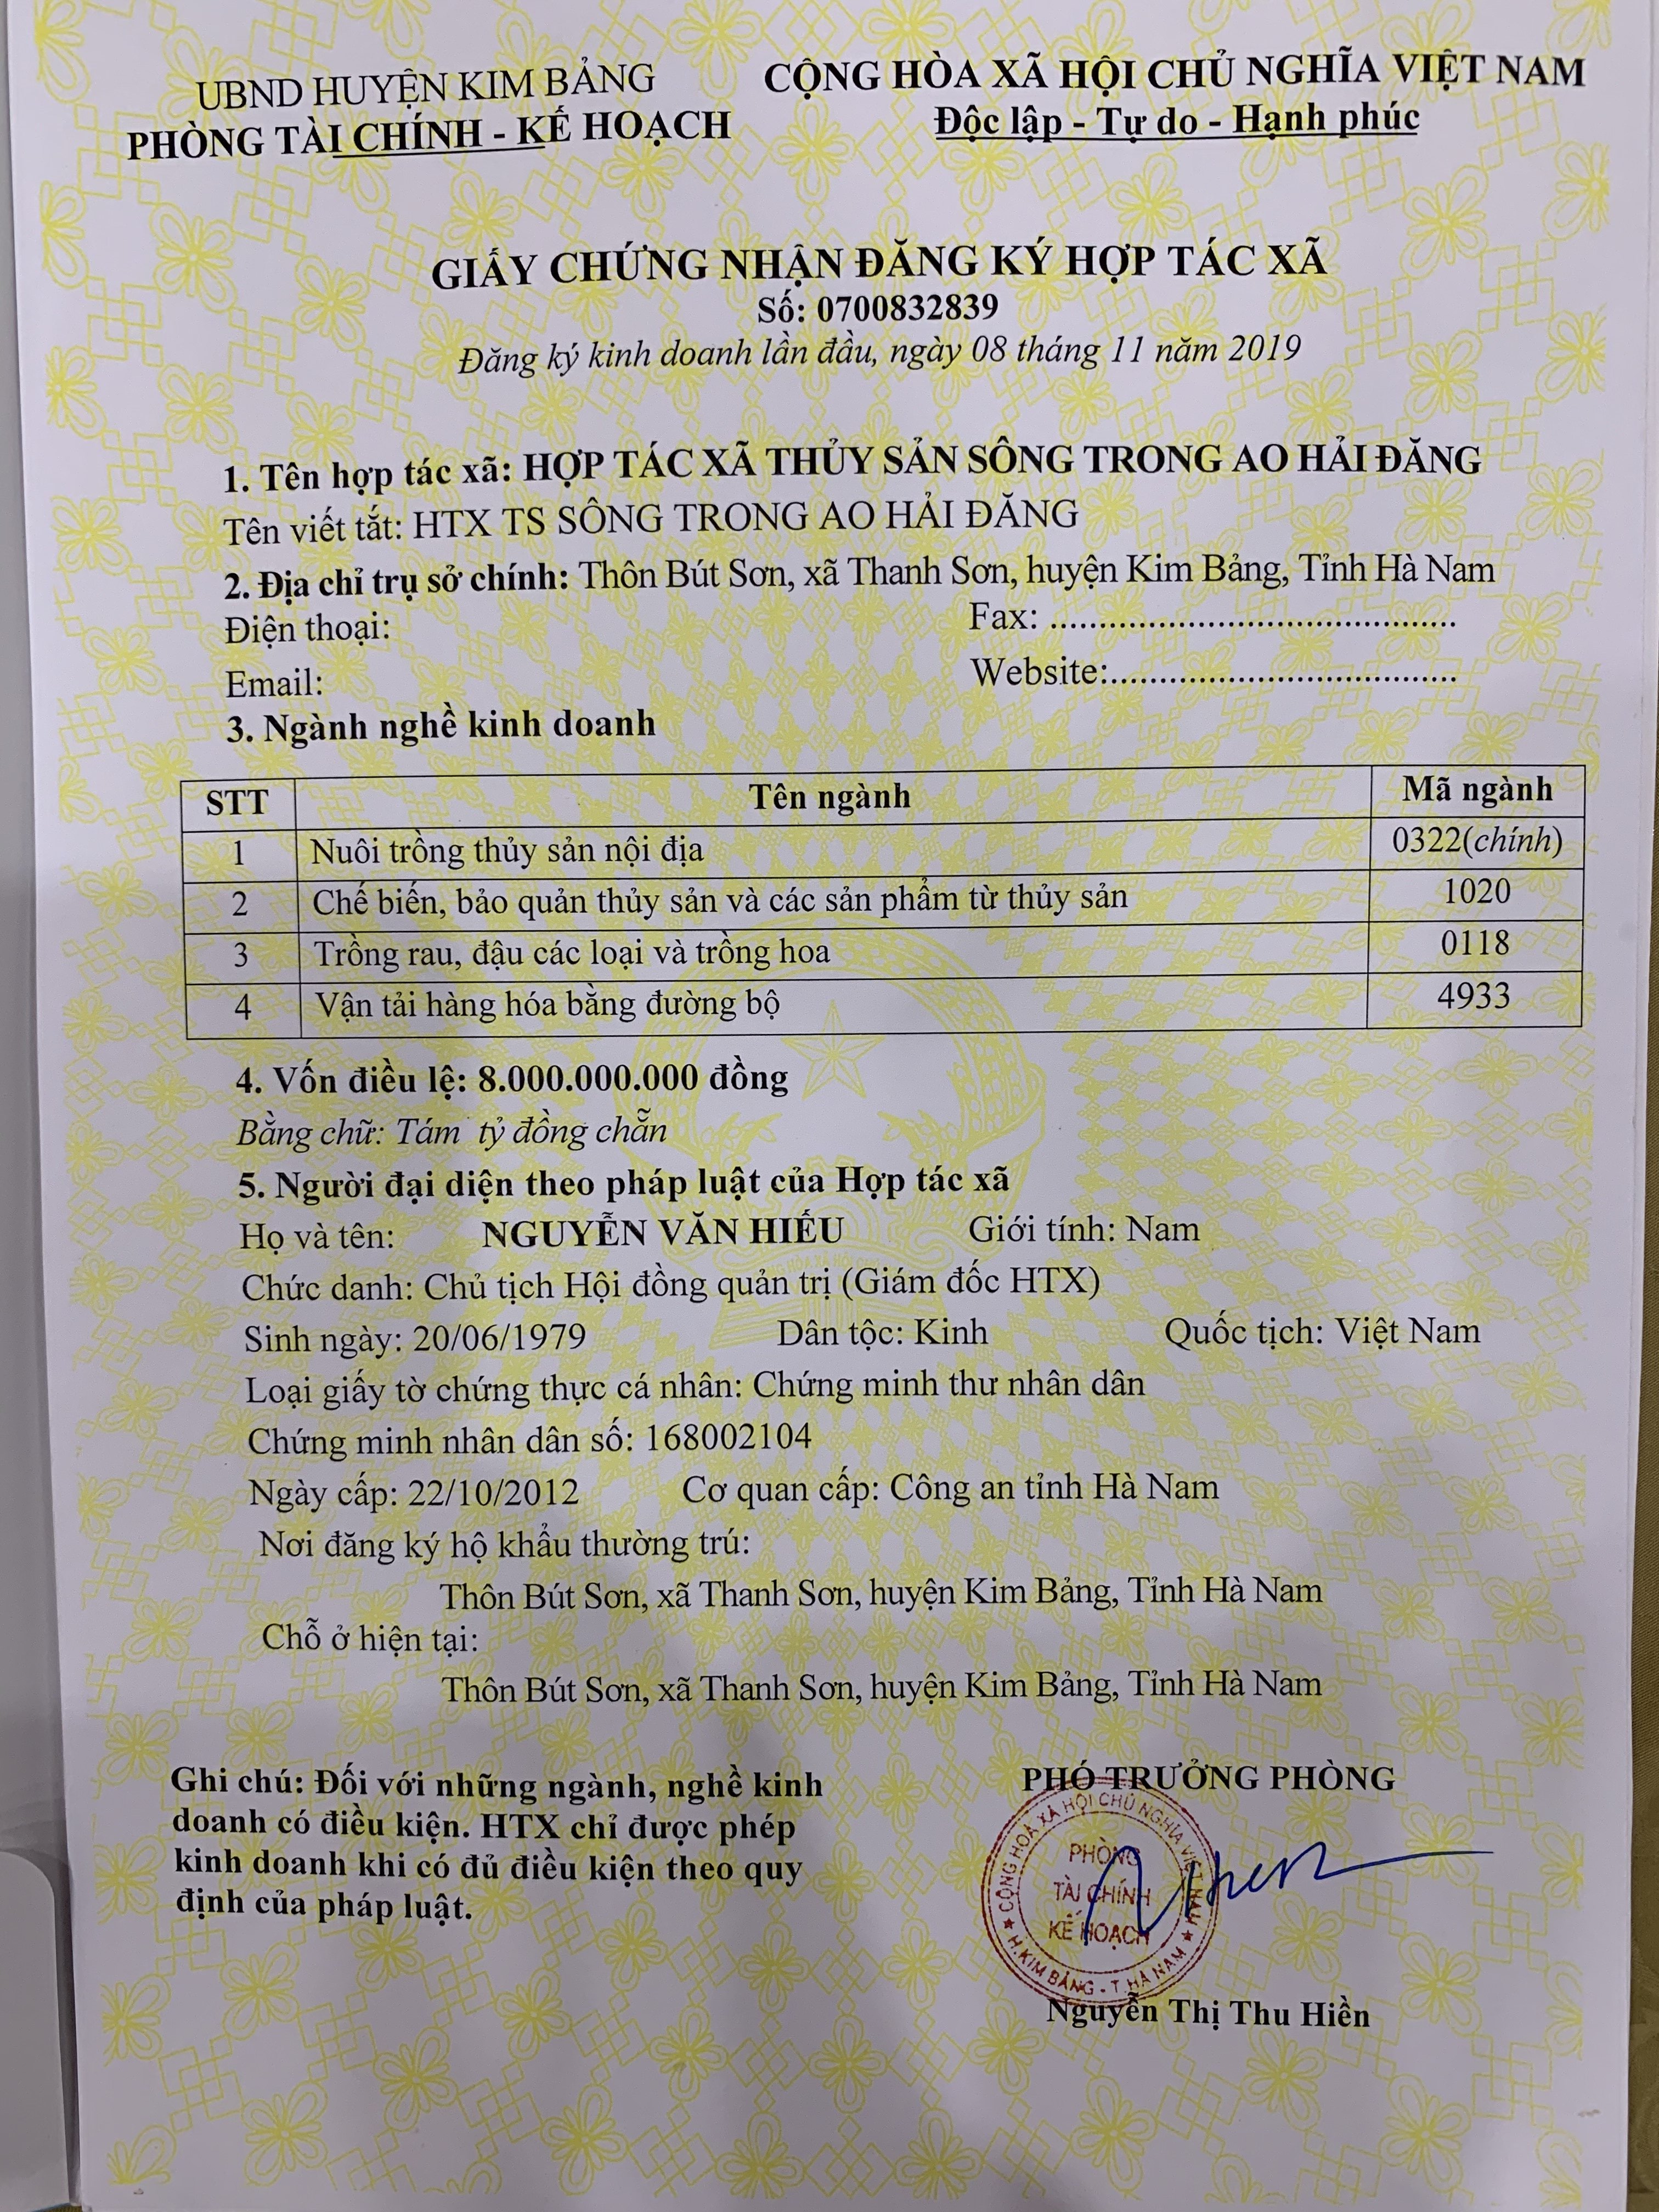 UBND HUYỆN KIM BẢNG
PHÒNG TÀI CHÍNH - KẾ HOẠCH
CỘNG HÒA XÃ HỘI CHỦ NGHĨA VIỆT NAM
Độc lập - Tự do - Hạnh phúc
GIẤY CHỨNG NHẬN ĐĂNG KÝ HỢP TÁC XÃ
Số: 0700832839
Đăng ký kinh doanh lần đầu, ngày 08 tháng 11 năm 2019
1. Tên hợp tác xã: HỢP TÁC XÃ THỦY SẢN SÔNG TRONG AO HẢI ĐĂNG
Tên viết tắt: HTX TS SÔNG TRONG AO HẢI ĐĂNG
2. Địa chỉ trụ sở chính: Thôn Bút Sơn, xã Thanh Sơn, huyện Kim Bảng, Tỉnh Hà Nam
Điện thoại: Fax: ..........................................
Email: Website:....................................
3. Ngành nghề kinh doanh
STT Tên ngành Mã ngành
1 Nuôi trồng thủy sản nội địa 0322(chính)
2 Chế biến, bảo quản thủy sản và các sản phẩm từ thủy sản 1020
3 Trồng rau, đậu các loại và trồng hoa 0118
4 Vận tải hàng hóa bằng đường bộ 4933
4. Vốn điều lệ: 8.000.000.000 đồng
Bằng chữ: Tám tỷ đồng chẵn
5. Người đại diện theo pháp luật của Hợp tác xã
Họ và tên: NGUYỄN VĂN HIẾU Giới tính: Nam
Chức danh: Chủ tịch Hội đồng quản trị (Giám đốc HTX)
Sinh ngày: 20/06/1979 Dân tộc: Kinh Quốc tịch: Việt Nam
Loại giấy tờ chứng thực cá nhân: Chứng minh thư nhân dân
Chứng minh nhân dân số: 168002104
Ngày cấp: 22/10/2012 Cơ quan cấp: Công an tỉnh Hà Nam
Nơi đăng ký hộ khẩu thường trú:
Thôn Bút Sơn, xã Thanh Sơn, huyện Kim Bảng, Tỉnh Hà Nam
Chỗ ở hiện tại:
Thôn Bút Sơn, xã Thanh Sơn, huyện Kim Bảng, Tỉnh Hà Nam
Ghi chú: Đối với những ngành, nghề kinh
doanh có điều kiện. HTX chỉ được phép
kinh doanh khi có đủ điều kiện theo quy
định của pháp luật.
PHÓ TRƯỞNG PHÒNG
CỘNG HOÀ XÃ HỘI CHỦ NGHĨA VIỆT NAM
PHÒNG
TÀI CHÍNH
KẾ HOẠCH
H.KIM BẢNG - T.HÀ NAM
Nguyễn Thị Thu Hiền